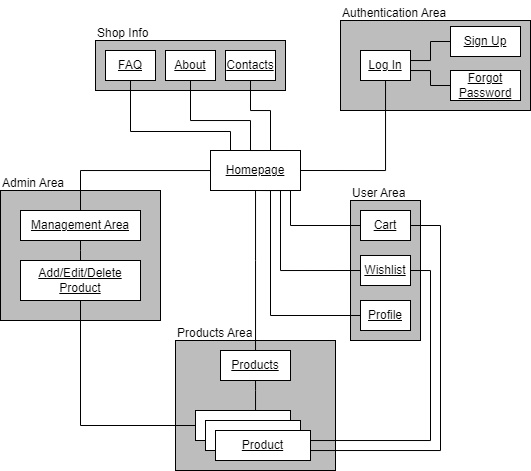 Authentication Area
Shop Info
Sign Up
FAQ
About
Contacts
Log In
Forgot
Password
Homepage
Admin Area
User Area
Management Area
Cart
Add/Edit/Delete
Product
Wishlist
Profile
Products Area
Products
Product